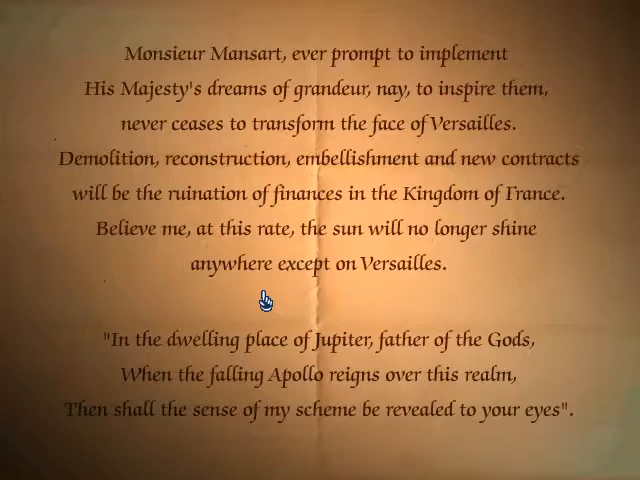 Monsieur Mansart, ever prompt to implement
His Majesty's dreams of grandeur, nay, to inspire them,
never ceases to transform the face of Versailles.
Demolition, reconstruction, embellishment and new contracts
will be the ruination of finances in the Kingdom of France.
Believe me, at this rate, the sun will no longer shine
anywhere except on Versailles.
"In the dwelling place of Jupiter, father of the Gods,
When the falling Apollo reigns over this realm,
Then shall the sense of my scheme be revealed to your eyes".